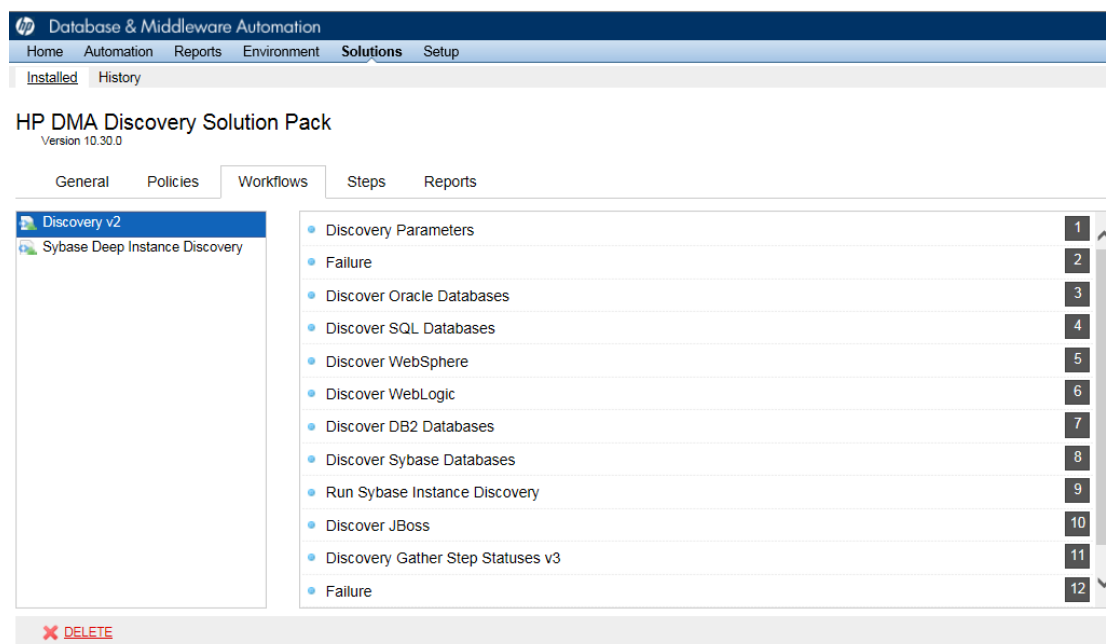 hp Database & Middleware Automation
Home Automation Reports Environment Solutions Setup
Installed History
HP DMA Discovery Solution Pack
Version 10.30.0
General Policies Workflows Steps Reports
Discovery v2
Sybase Deep Instance Discovery
Discovery Parameters 1
Failure 2
Discover Oracle Databases 3
Discover SQL Databases 4
Discover WebSphere 5
Discover WebLogic 6
Discover DB2 Databases 7
Discover Sybase Databases 8
Run Sybase Instance Discovery 9
Discover JBoss 10
Discovery Gather Step Statuses v3 11
Failure 12
DELETE